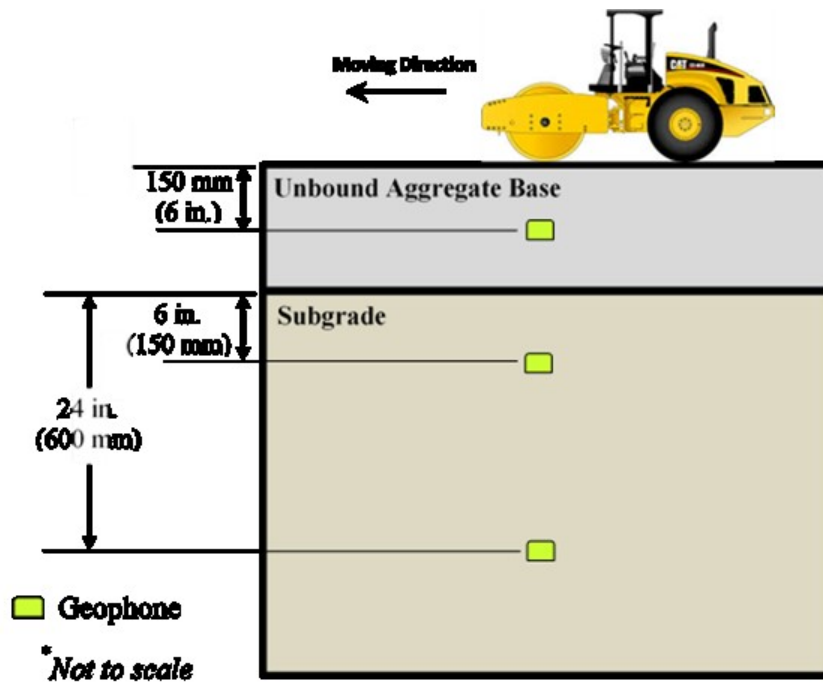 Moving Direction
CAT
150 mm
(6 in.)
Unbound Aggregate Base
6 in.
(150 mm)
Subgrade
24 in.
(600 mm)
Geophone
*Not to scale